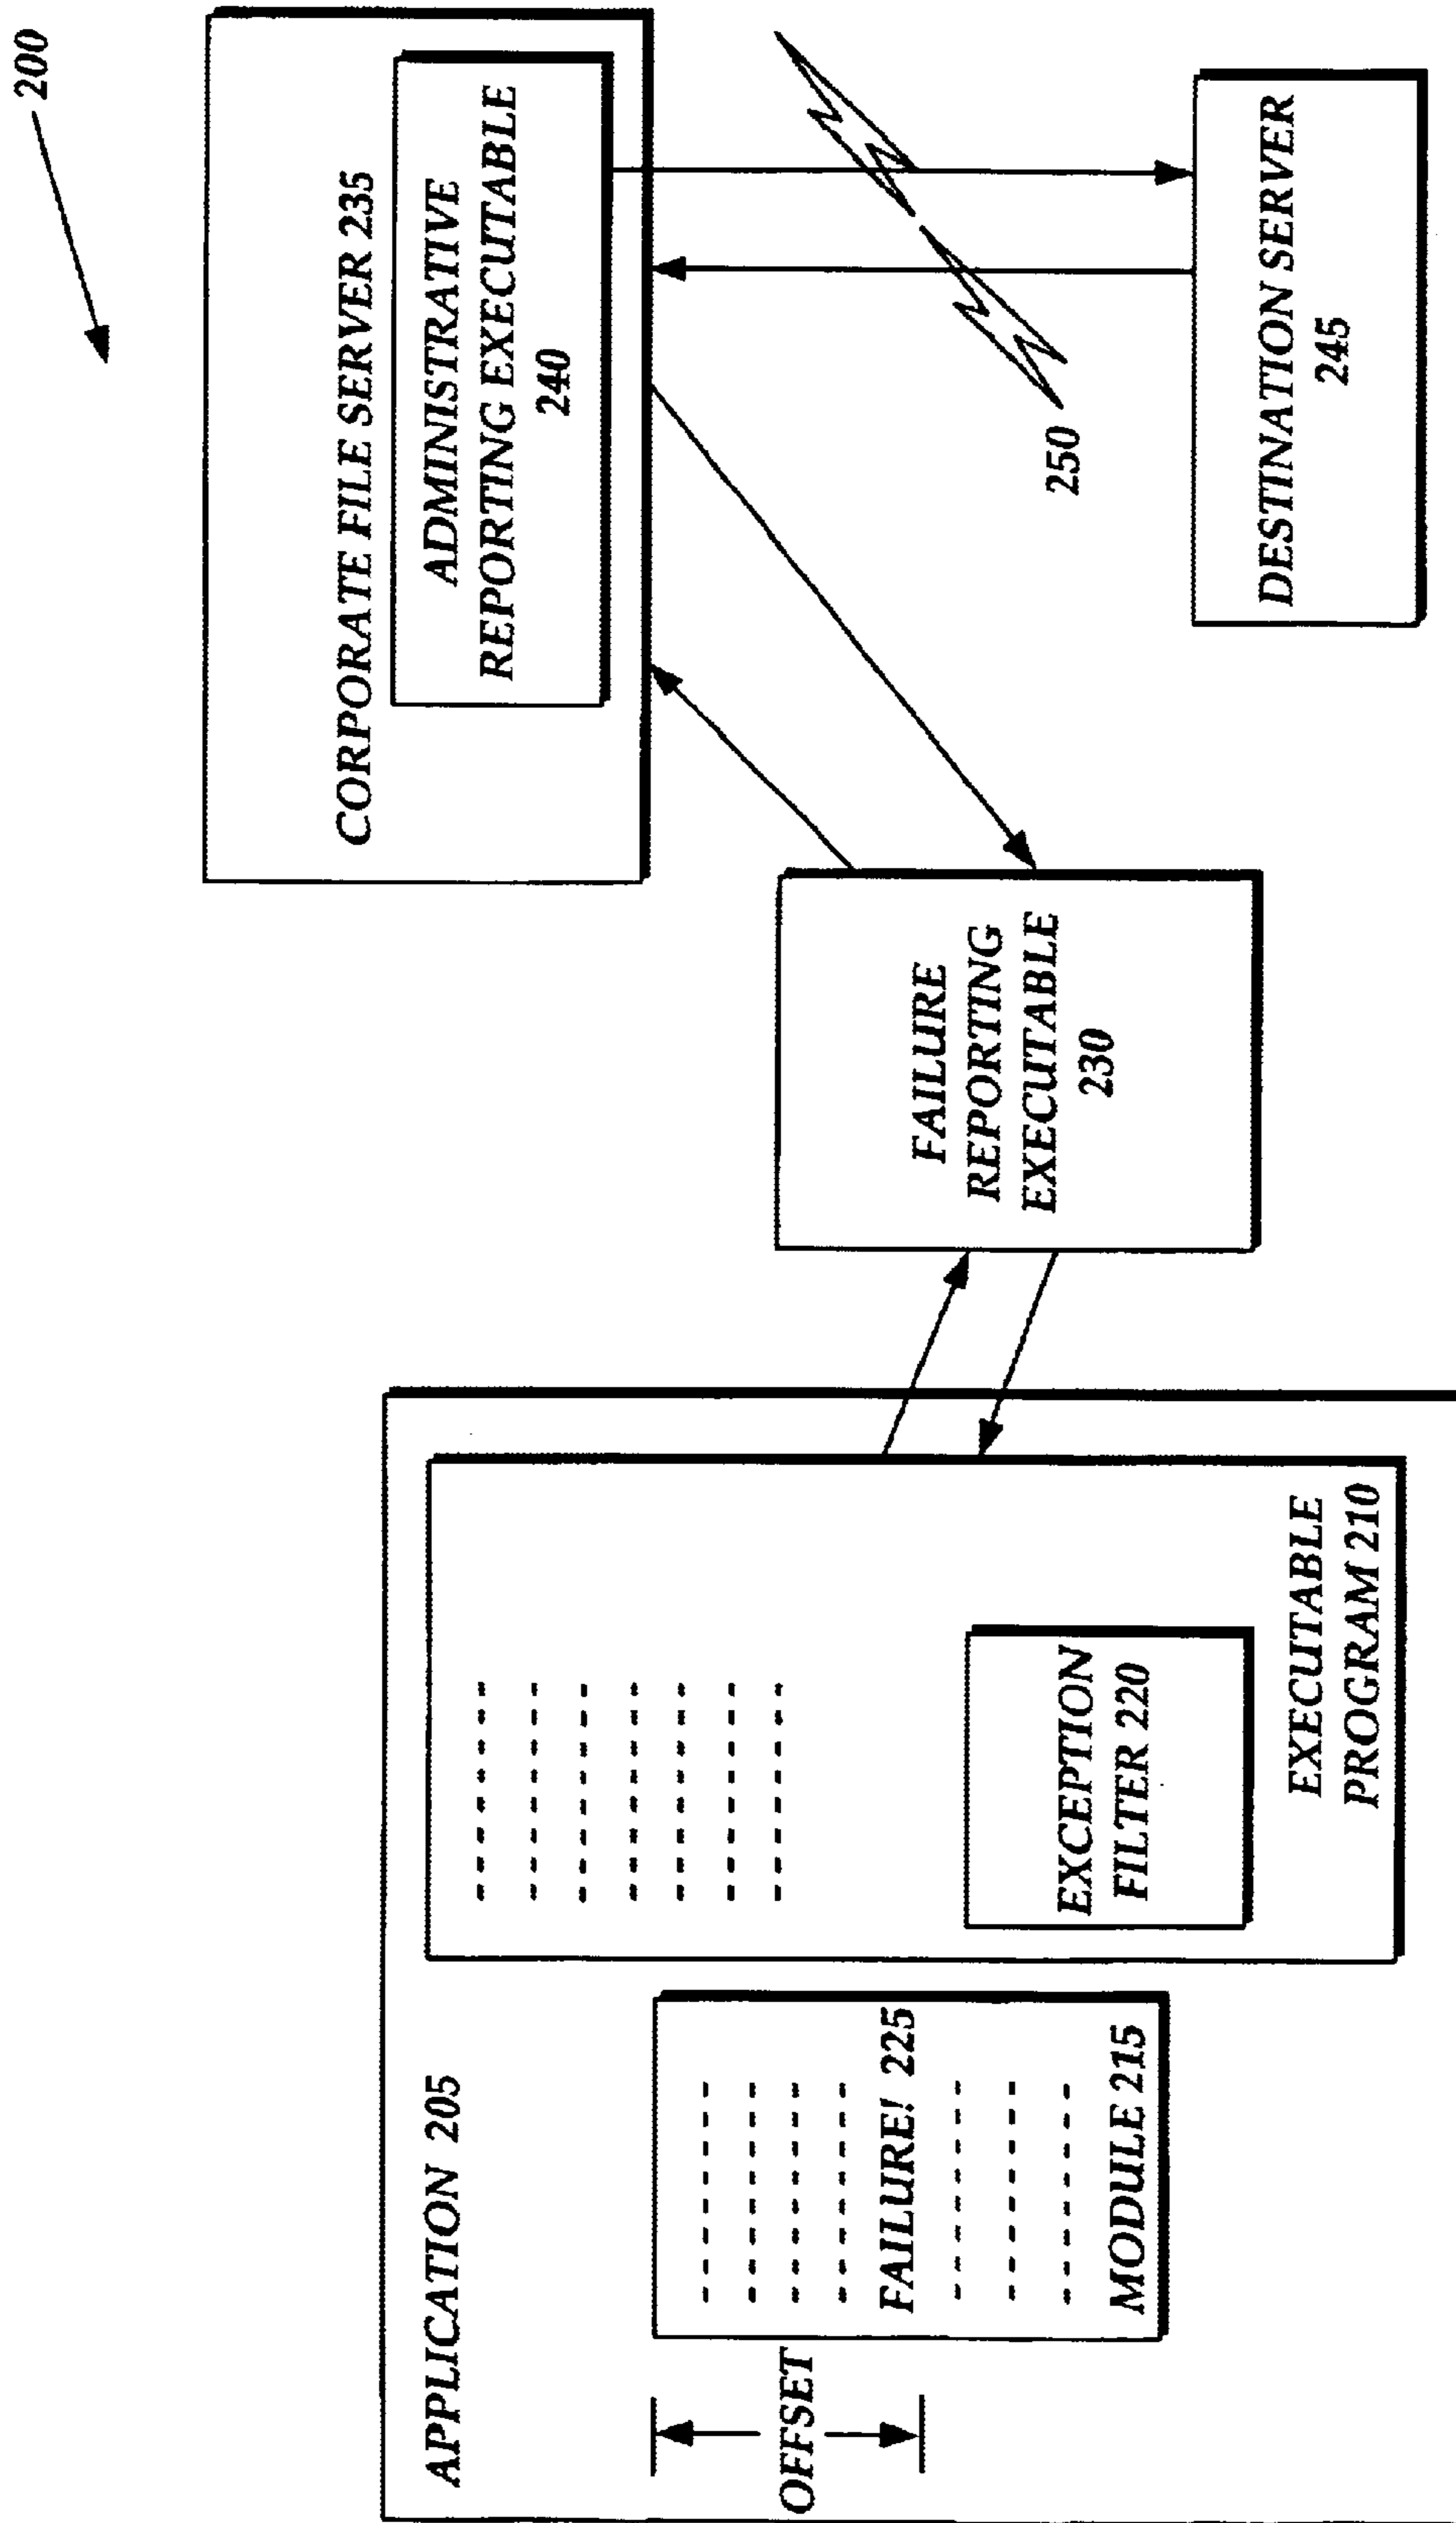 200
APPLICATION 205
OFFSET
FAILURE! 225
MODULE 215
EXCEPTION
FILTER 220
EXECUTABLE
PROGRAM 210
FAILURE
REPORTING
EXECUTABLE
230
CORPORATE FILE SERVER 235
ADMINISTRATIVE
REPORTING EXECUTABLE
240
250
DESTINATION SERVER
245